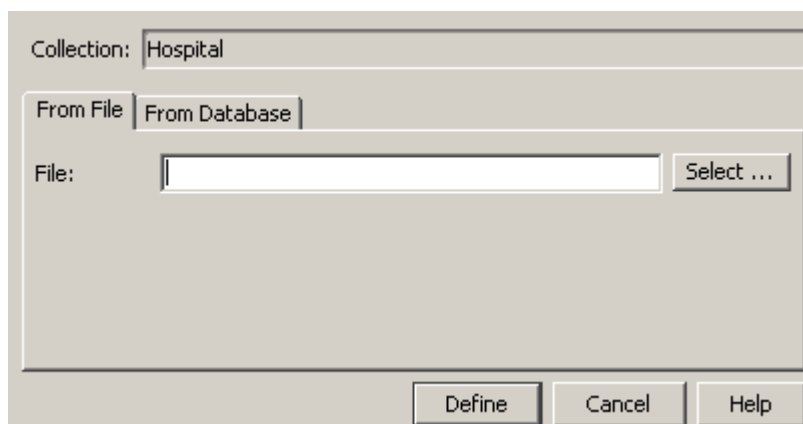 Collection: Hospital
From File From Database
File: Select ...
Define Cancel Help